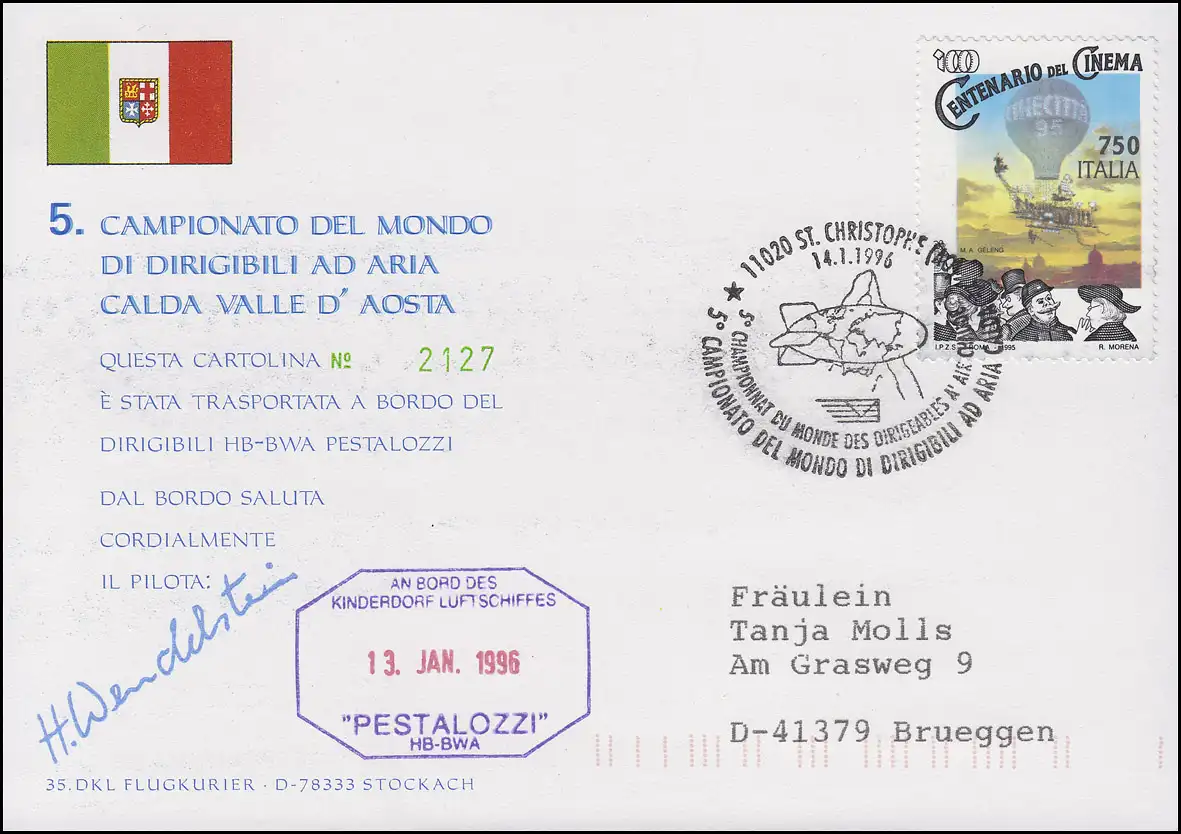 5. CAMPIONATO DEL MONDO
DI DIRIGIBILI AD ARIA
CALDA VALLE D' AOSTA
QUESTA CARTOLINA Nº 2127
È STATA TRASPORTATA A BORDO DEL
DIRIGIBILI HB-BWA PESTALOZZI
DAL BORDO SALUTA
CORDIALMENTE
IL PILOTA:
H. Wendelstein
AN BORD DES
KINDERDORF LUFTSCHIFFES
13. JAN. 1996
"PESTALOZZI"
HB-BWA
35. DKL FLUGKURIER · D-78333 STOCKACH
100
CENTENARIO DEL CINEMA
CINECITTA
95
750
ITALIA
M. A. GELENG
I.P.Z.S. ROMA 1995
R. MORENA
11020 ST. CHRISTOPHE
14.1.1996
5° CHAMPIONNAT DU MONDE DES DIRIGEABLES A' AIR
5° CAMPIONATO DEL MONDO DI DIRIGIBILI AD ARIA CALDA
Fräulein
Tanja Molls
Am Grasweg 9
D-41379 Brueggen